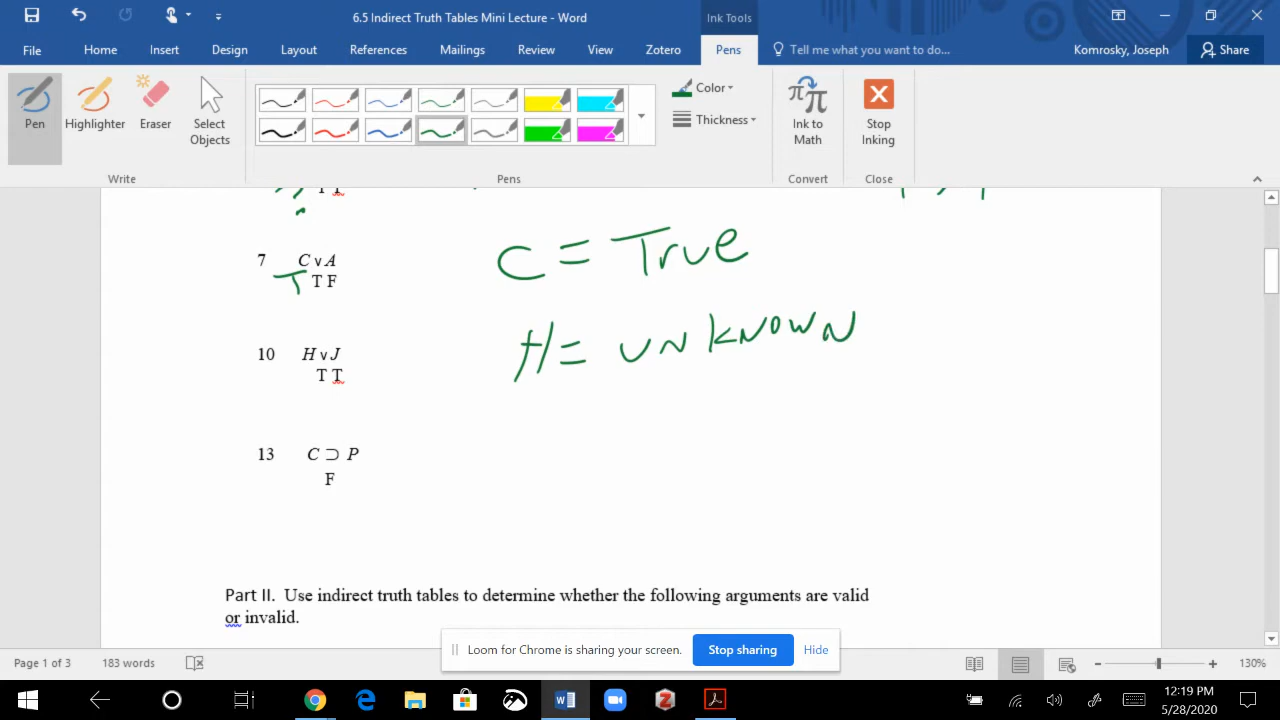 6.5 Indirect Truth Tables Mini Lecture - Word
Ink Tools
File Home Insert Design Layout References Mailings Review View Zotero Pens Tell me what you want to do... Komrosky, Joseph Share
Pen Highlighter Eraser Select Objects Color Thickness Ink to Math Stop Inking
Write Pens Convert Close
T T
C = True
7 C v A
T T F
H = unknown
10 H v J
T T
13 C ⊃ P
F
Part II. Use indirect truth tables to determine whether the following arguments are valid
or invalid.
Loom for Chrome is sharing your screen. Stop sharing Hide
Page 1 of 3 183 words 130%
12:19 PM
5/28/2020